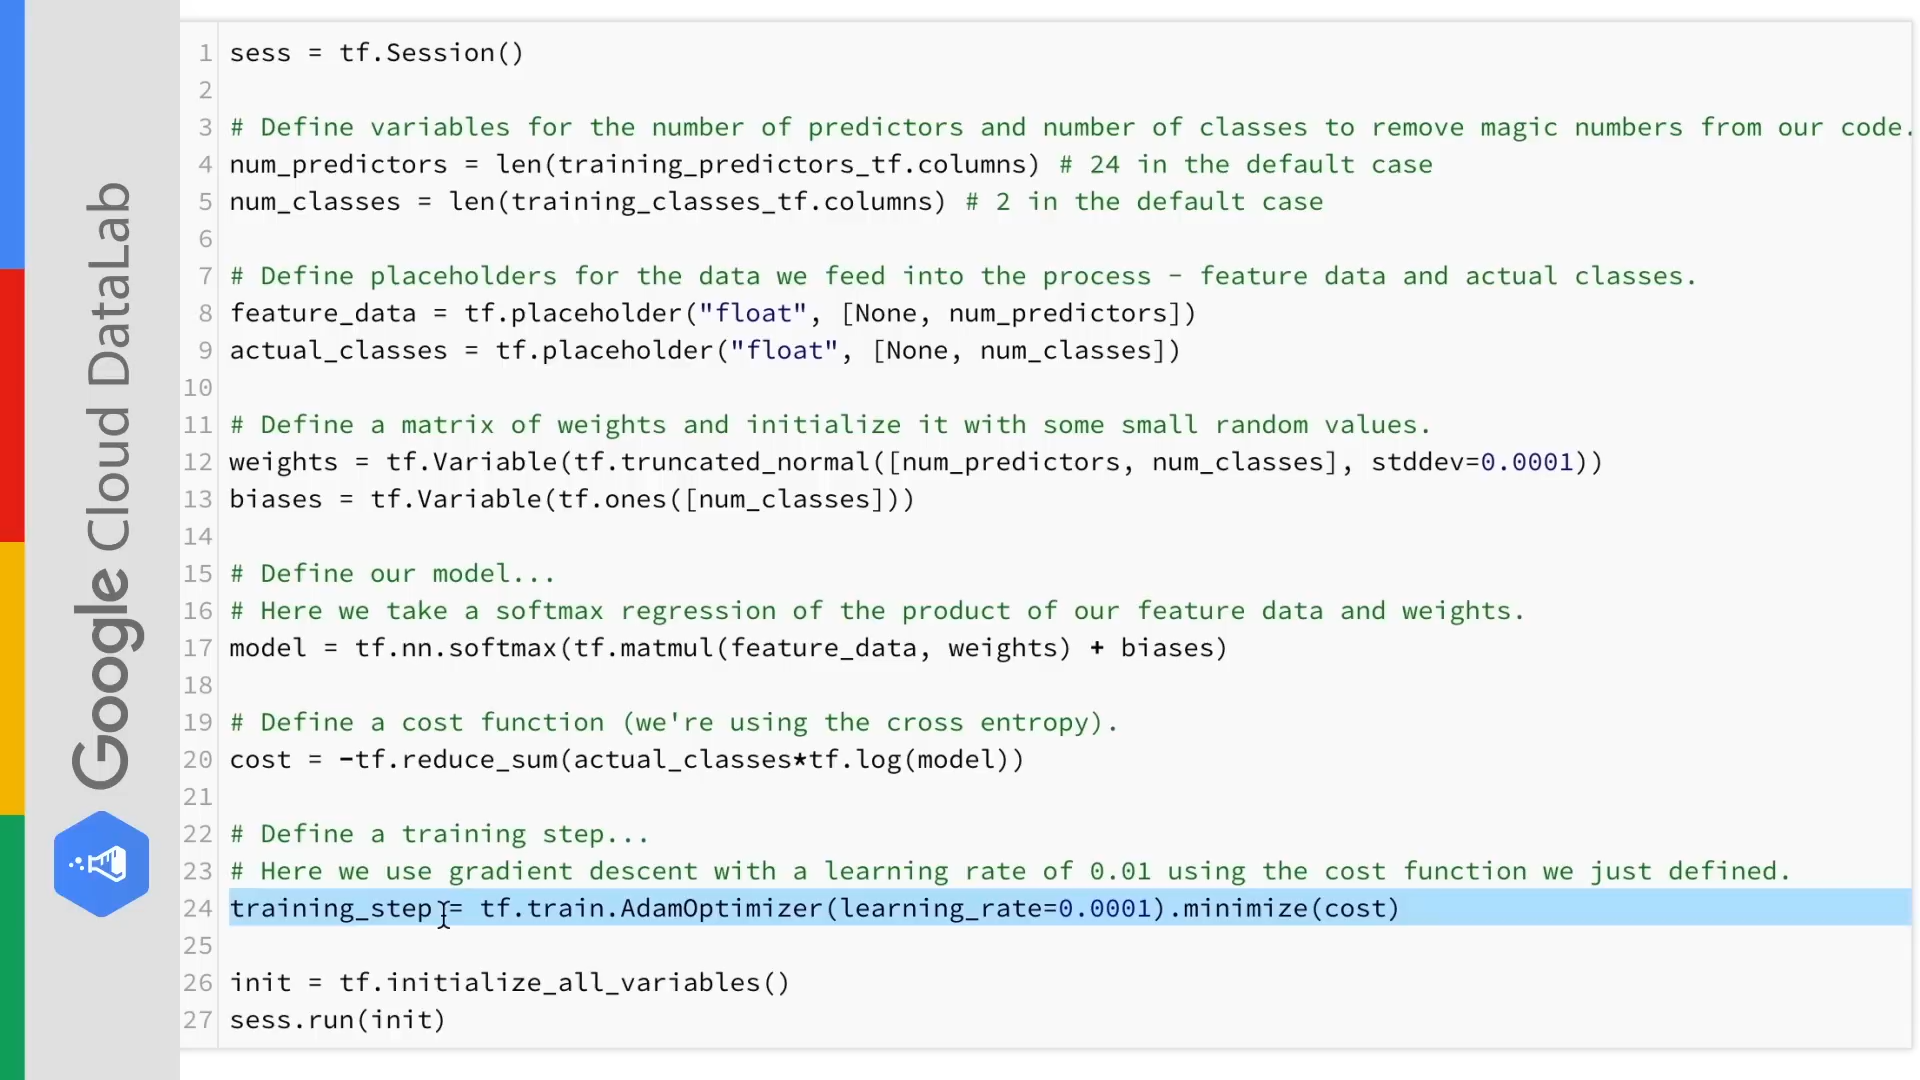 Google Cloud DataLab
1 sess = tf.Session()
2
3 # Define variables for the number of predictors and number of classes to remove magic numbers from our code.
4 num_predictors = len(training_predictors_tf.columns) # 24 in the default case
5 num_classes = len(training_classes_tf.columns) # 2 in the default case
6
7 # Define placeholders for the data we feed into the process - feature data and actual classes.
8 feature_data = tf.placeholder("float", [None, num_predictors])
9 actual_classes = tf.placeholder("float", [None, num_classes])
10
11 # Define a matrix of weights and initialize it with some small random values.
12 weights = tf.Variable(tf.truncated_normal([num_predictors, num_classes], stddev=0.0001))
13 biases = tf.Variable(tf.ones([num_classes]))
14
15 # Define our model...
16 # Here we take a softmax regression of the product of our feature data and weights.
17 model = tf.nn.softmax(tf.matmul(feature_data, weights) + biases)
18
19 # Define a cost function (we're using the cross entropy).
20 cost = -tf.reduce_sum(actual_classes*tf.log(model))
21
22 # Define a training step...
23 # Here we use gradient descent with a learning rate of 0.01 using the cost function we just defined.
24 training_step = tf.train.AdamOptimizer(learning_rate=0.0001).minimize(cost)
25
26 init = tf.initialize_all_variables()
27 sess.run(init)